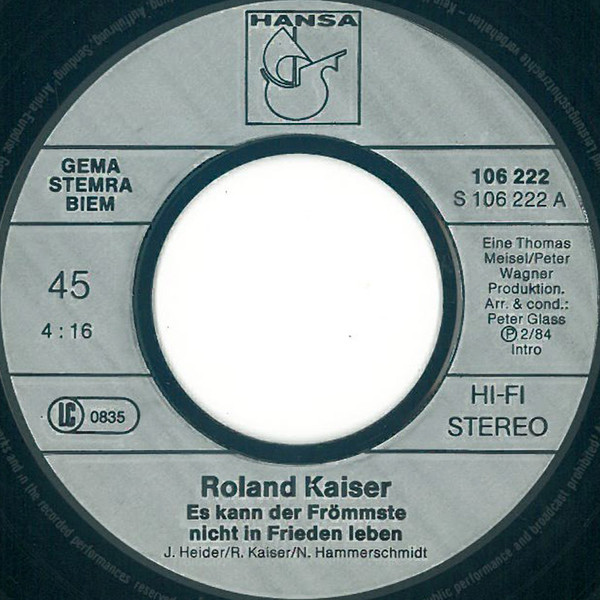 HANSA
GEMA
STEMRA
BIEM
106 222
S 106 222 A
45
4 : 16
Eine Thomas
Meisel/Peter
Wagner
Produktion.
Arr. & cond.:
Peter Glass
Ⓟ 2/84
Intro
LC 0835
HI-FI
STEREO
Roland Kaiser
Es kann der Frömmste
nicht in Frieden leben
J. Heider/R. Kaiser/N. Hammerschmidt